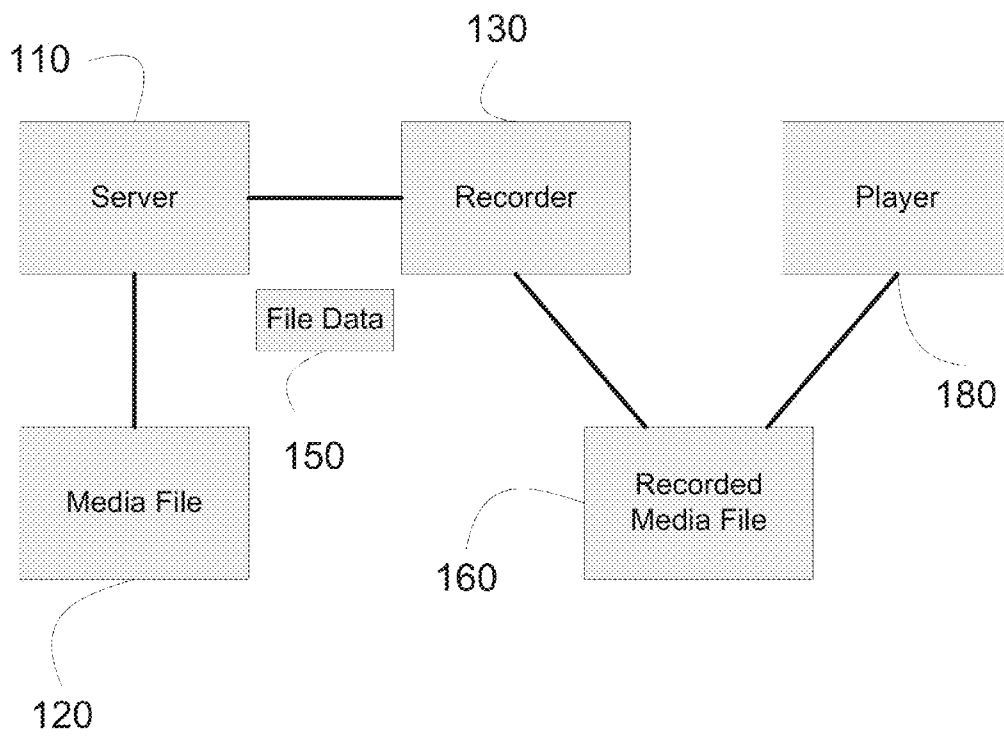 110
130
Server
Recorder
Player
File Data
180
150
Media File
Recorded
Media File
160
120